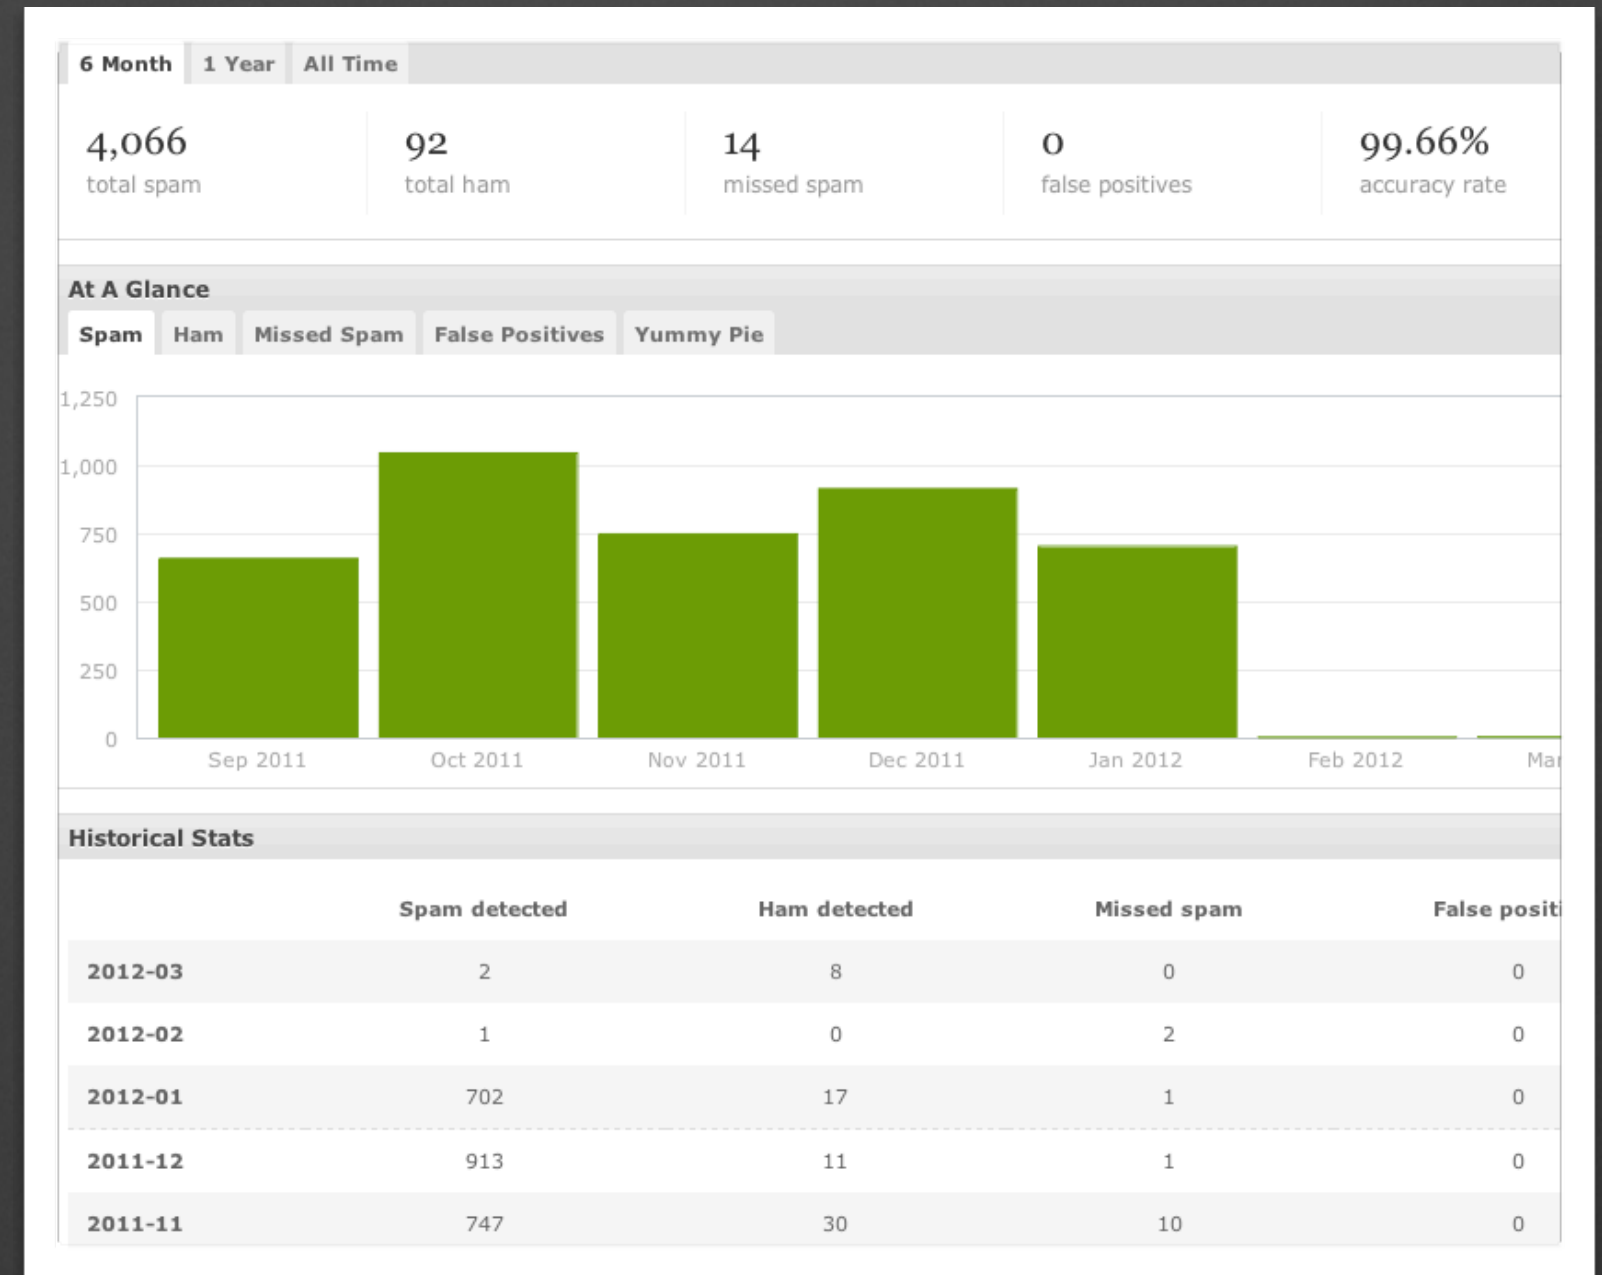 6 Month 1 Year All Time
4,066 92 14 0 99.66%
total spam total ham missed spam false positives accuracy rate
At A Glance
Spam Ham Missed Spam False Positives Yummy Pie
1,250
1,000
750
500
250
0
Sep 2011 Oct 2011 Nov 2011 Dec 2011 Jan 2012 Feb 2012 Mar
Historical Stats
Spam detected Ham detected Missed spam False positi
2012-03 2 8 0 0
2012-02 1 0 2 0
2012-01 702 17 1 0
2011-12 913 11 1 0
2011-11 747 30 10 0